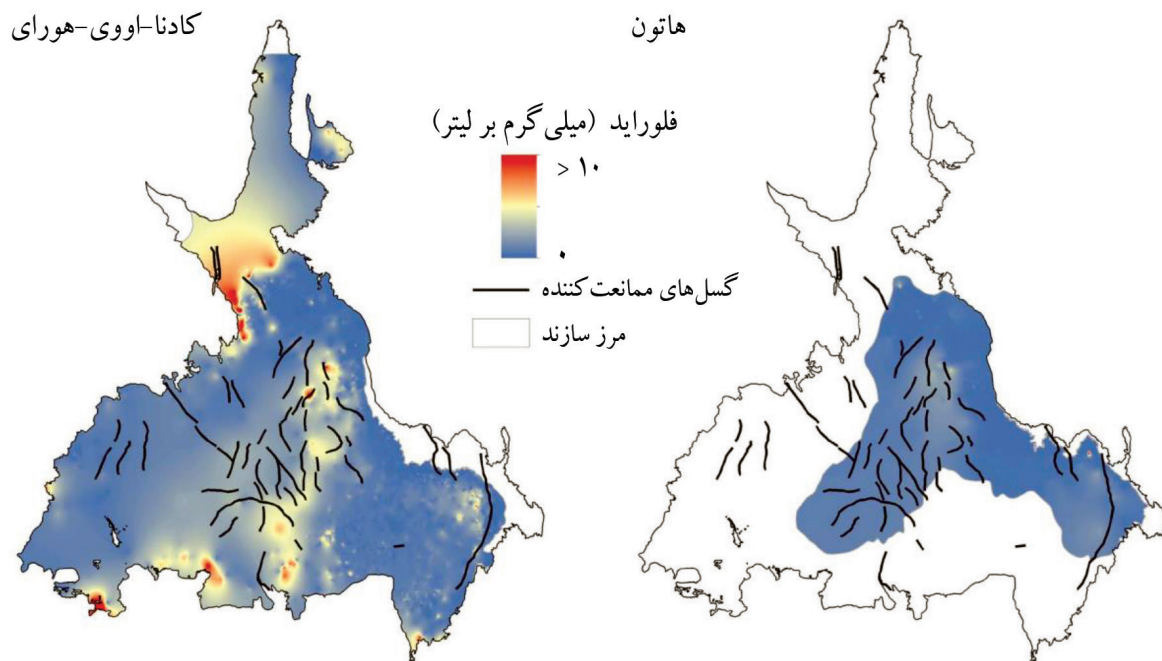 کادنا-اووی-هورای
هاتون
فلوراید (میلی‌گرم بر لیتر)
> ۱۰
۰
گسل‌های ممانعت‌کننده
مرز سازند